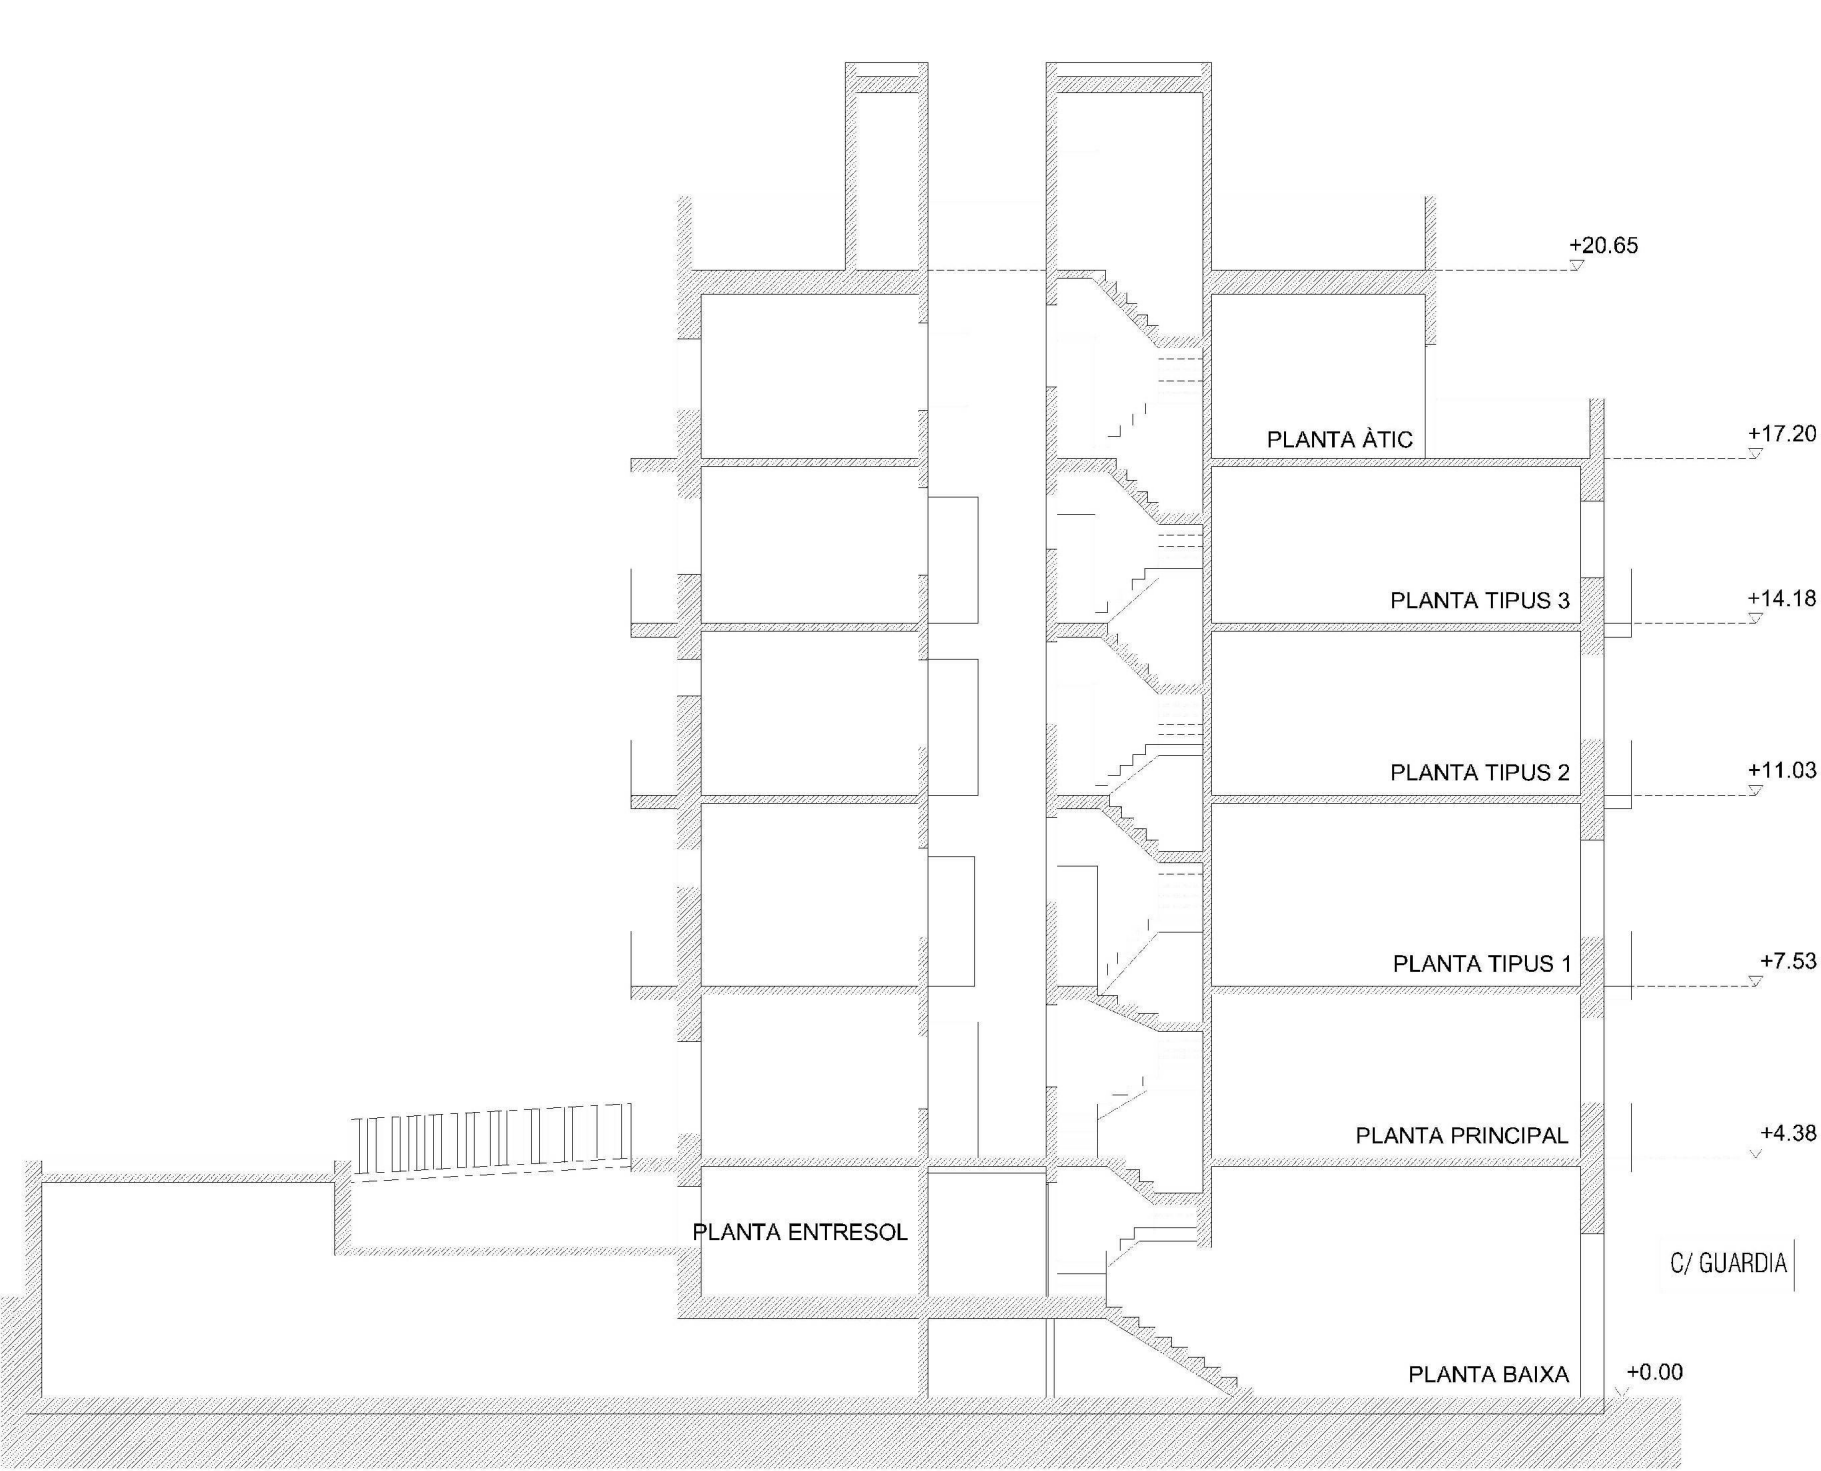 +20.65
PLANTA ÀTIC
+17.20
PLANTA TIPUS 3
+14.18
PLANTA TIPUS 2
+11.03
PLANTA TIPUS 1
+7.53
PLANTA PRINCIPAL
+4.38
PLANTA ENTRESOL
C/ GUARDIA
PLANTA BAIXA
+0.00